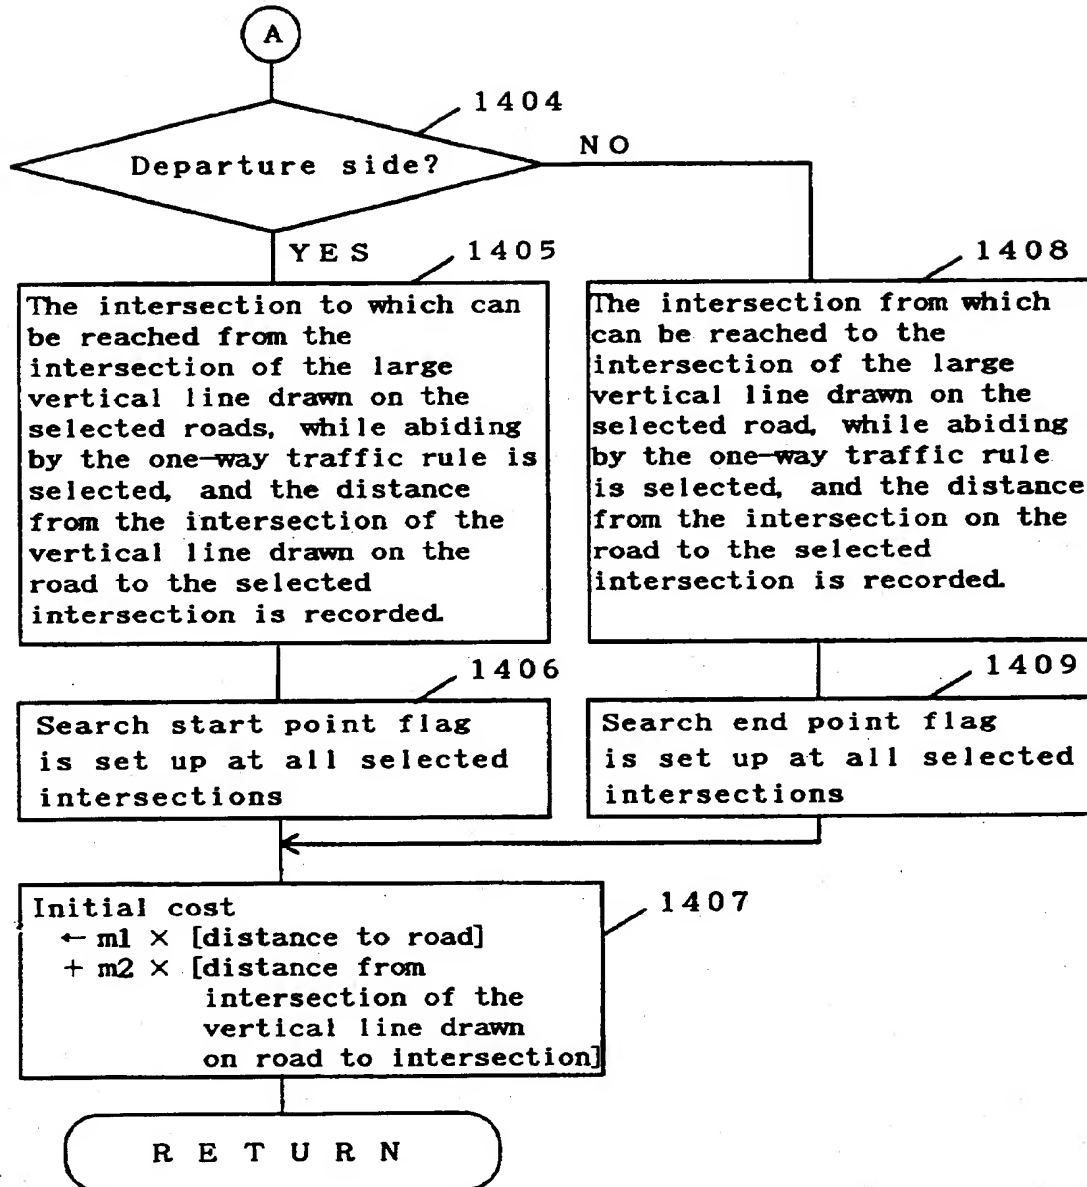 A
1404
Departure side?
NO
YES
1405
1408
The intersection to which can
be reached from the
intersection of the large
vertical line drawn on the
selected roads, while abiding
by the one-way traffic rule is
selected, and the distance
from the intersection of the
vertical line drawn on the
road to the selected
intersection is recorded.
The intersection from which
can be reached to the
intersection of the large
vertical line drawn on the
selected road, while abiding
by the one-way traffic rule
is selected, and the distance
from the intersection on the
road to the selected
intersection is recorded.
1406
1409
Search start point flag
is set up at all selected
intersections
Search end point flag
is set up at all selected
intersections
1407
Initial cost
← m1 × [distance to road]
+ m2 × [distance from
intersection of the
vertical line drawn
on road to intersection]
RETURN